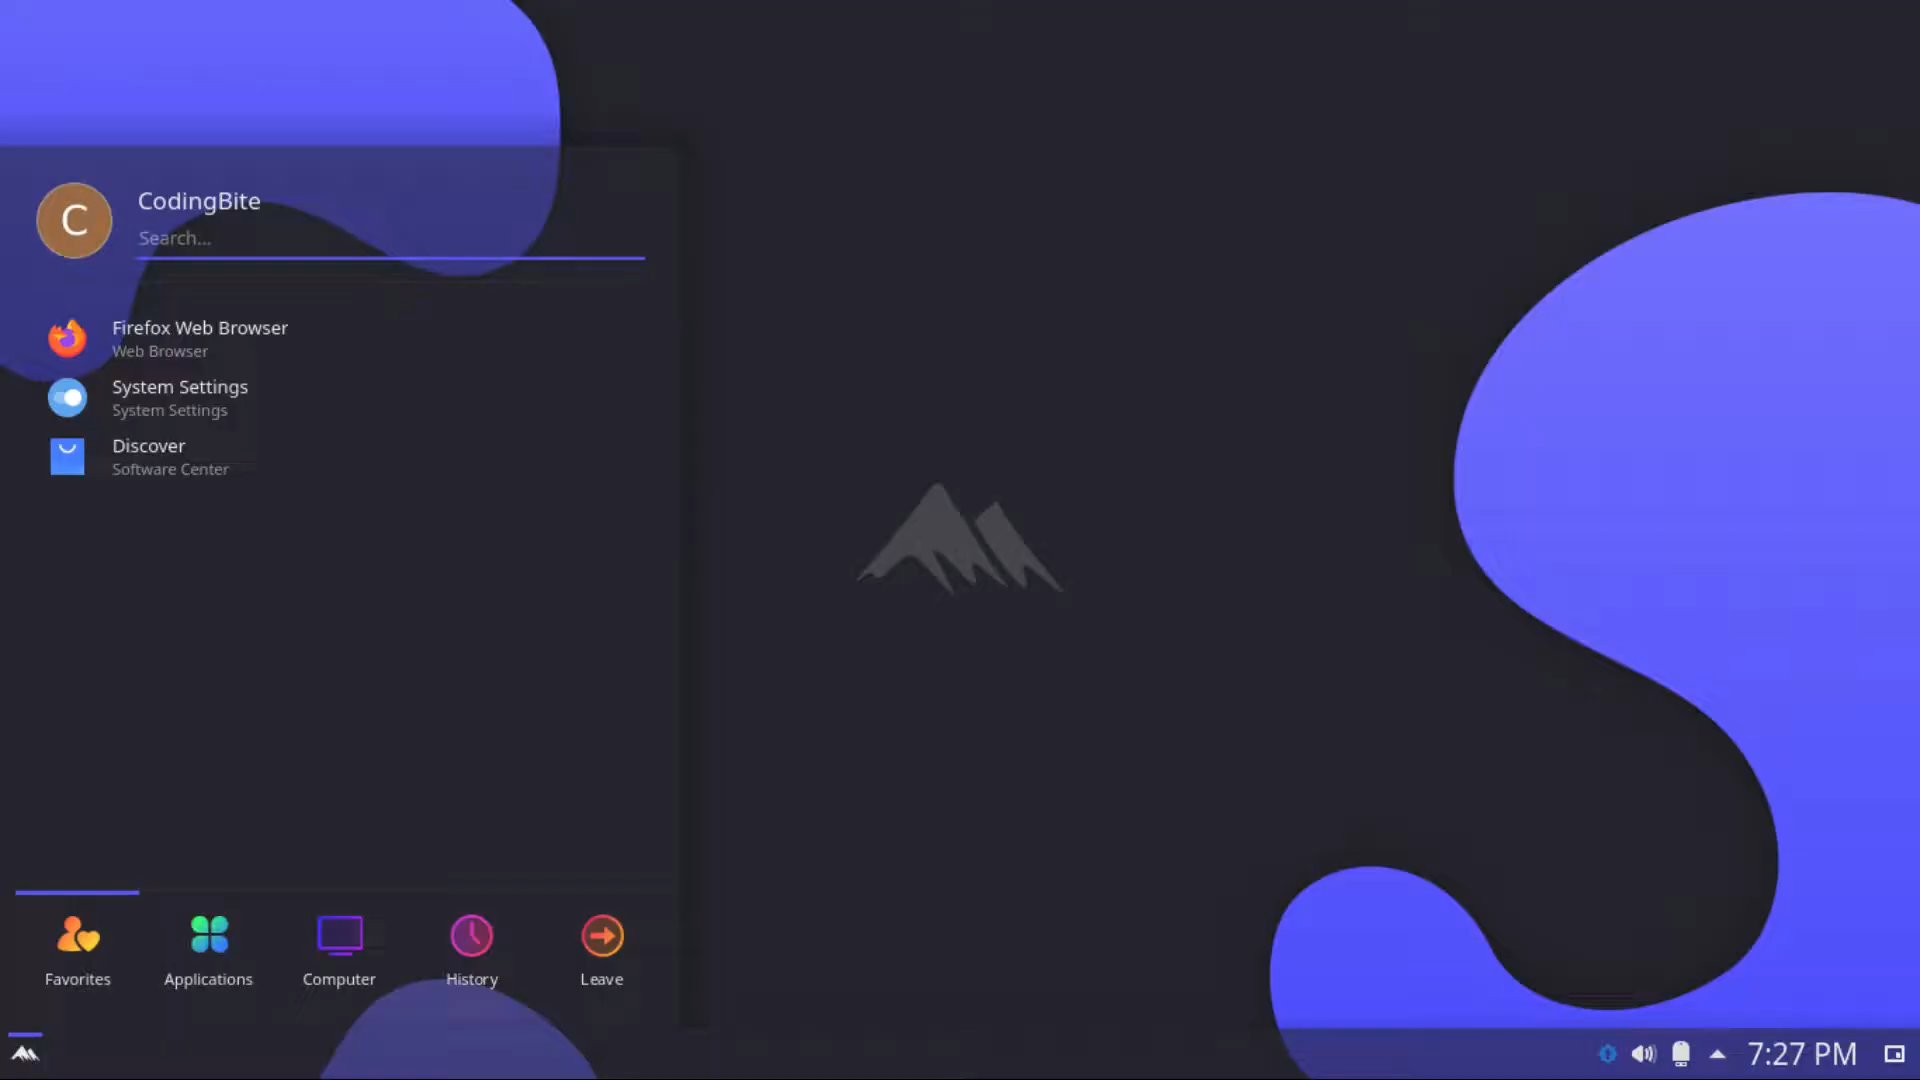 C
CodingBite
Search...
Firefox Web Browser
Web Browser
System Settings
System Settings
Discover
Software Center
Favorites
Applications
Computer
History
Leave
7:27 PM